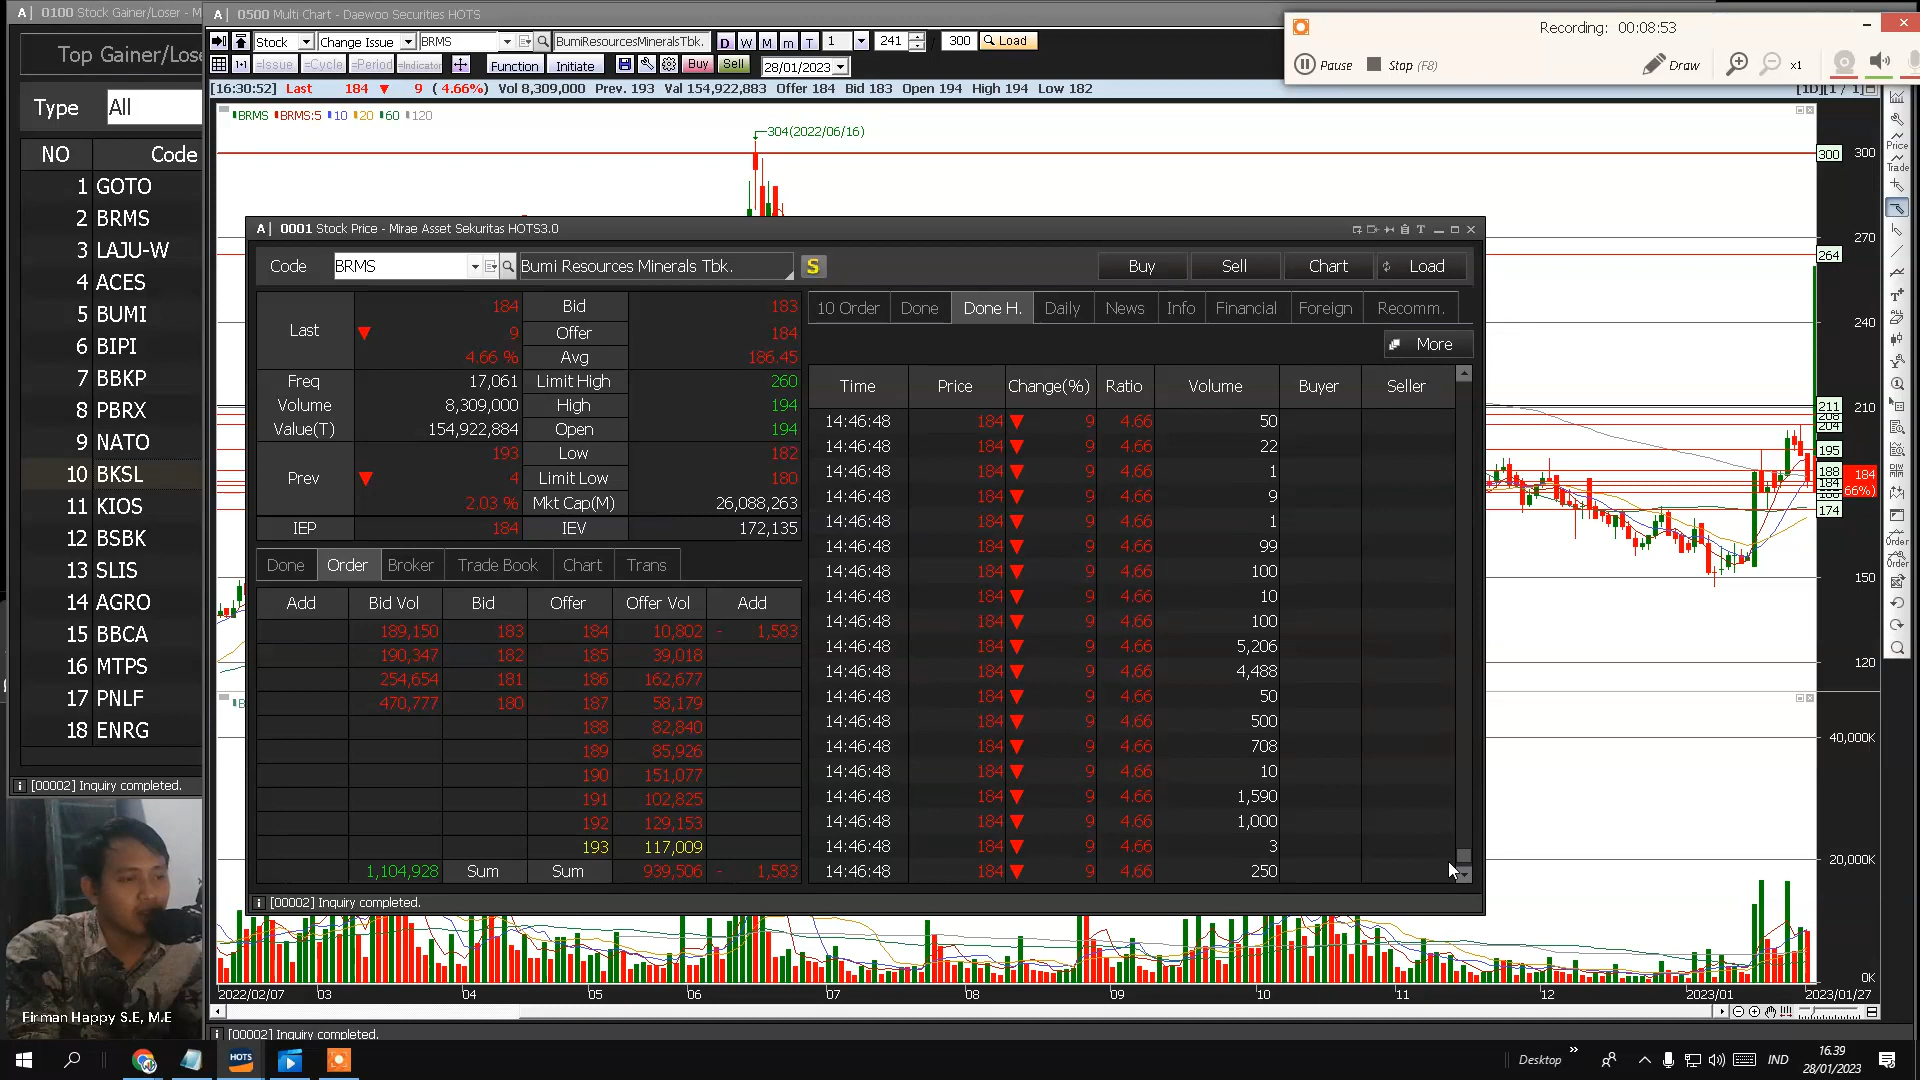 0100 Stock Gainer/Loser - M
0500 Multi Chart - Daewoo Securities HOTS
Recording: 00:08:53
Pause Stop (F8) Draw x1
Stock Change Issue BRMS BumiResourcesMineralsTbk. D W M m T 1 241 / 300 Load
=Issue =Cycle =Period =Indicator Function Initiate Buy Sell 28/01/2023
[16:30:52] Last 184 ▼ 9 ( 4.66%) Vol 8,309,000 Prev. 193 Val 154,922,883 Offer 184 Bid 183 Open 194 High 194 Low 182
BRMS BRMS:5 10 20 60 120
304(2022/06/16)
Top Gainer/Lose
Type All
NO Code
1 GOTO
2 BRMS
3 LAJU-W
4 ACES
5 BUMI
6 BIPI
7 BBKP
8 PBRX
9 NATO
10 BKSL
11 KIOS
12 BSBK
13 SLIS
14 AGRO
15 BBCA
16 MTPS
17 PNLF
18 ENRG
[00002] Inquiry completed.
0001 Stock Price - Mirae Asset Sekuritas HOTS3.0
Code BRMS Bumi Resources Minerals Tbk. S Buy Sell Chart Load
Last 184 Bid 183
▼ 9 Offer 184
4.66 % Avg 186.45
Freq 17,061 Limit High 260
Volume 8,309,000 High 194
Value(T) 154,922,884 Open 194
Prev 193 Low 182
▼ 4 Limit Low 180
2.03 % Mkt Cap(M) 26,088,263
IEP 184 IEV 172,135
Done Order Broker Trade Book Chart Trans
Add Bid Vol Bid Offer Offer Vol Add
189,150 183 184 10,802 - 1,583
190,347 182 185 39,018
254,654 181 186 162,677
470,777 180 187 58,179
188 82,840
189 85,926
190 151,077
191 102,825
192 129,153
193 117,009
1,104,928 Sum Sum 939,506 - 1,583
[00002] Inquiry completed.
10 Order Done Done H. Daily News Info Financial Foreign Recomm.
More
Time Price Change(%) Ratio Volume Buyer Seller
14:46:48 184 ▼ 9 4.66 50
14:46:48 184 ▼ 9 4.66 22
14:46:48 184 ▼ 9 4.66 1
14:46:48 184 ▼ 9 4.66 9
14:46:48 184 ▼ 9 4.66 1
14:46:48 184 ▼ 9 4.66 99
14:46:48 184 ▼ 9 4.66 100
14:46:48 184 ▼ 9 4.66 10
14:46:48 184 ▼ 9 4.66 100
14:46:48 184 ▼ 9 4.66 5,206
14:46:48 184 ▼ 9 4.66 4,488
14:46:48 184 ▼ 9 4.66 50
14:46:48 184 ▼ 9 4.66 500
14:46:48 184 ▼ 9 4.66 708
14:46:48 184 ▼ 9 4.66 10
14:46:48 184 ▼ 9 4.66 1,590
14:46:48 184 ▼ 9 4.66 1,000
14:46:48 184 ▼ 9 4.66 3
14:46:48 184 ▼ 9 4.66 250
300 300
270
264
240
211
210
204
195
188
184
184
66%)
174
150
120
40,000K
20,000K
0K
Price
Trade
Order
Order
2022/02/07 03 04 05 06 07 08 09 10 11 12 2023/01 2023/01/27
[00002] Inquiry completed.
Firman Happy S.E, M.E
HOTS
Desktop
IND
16.39
28/01/2023